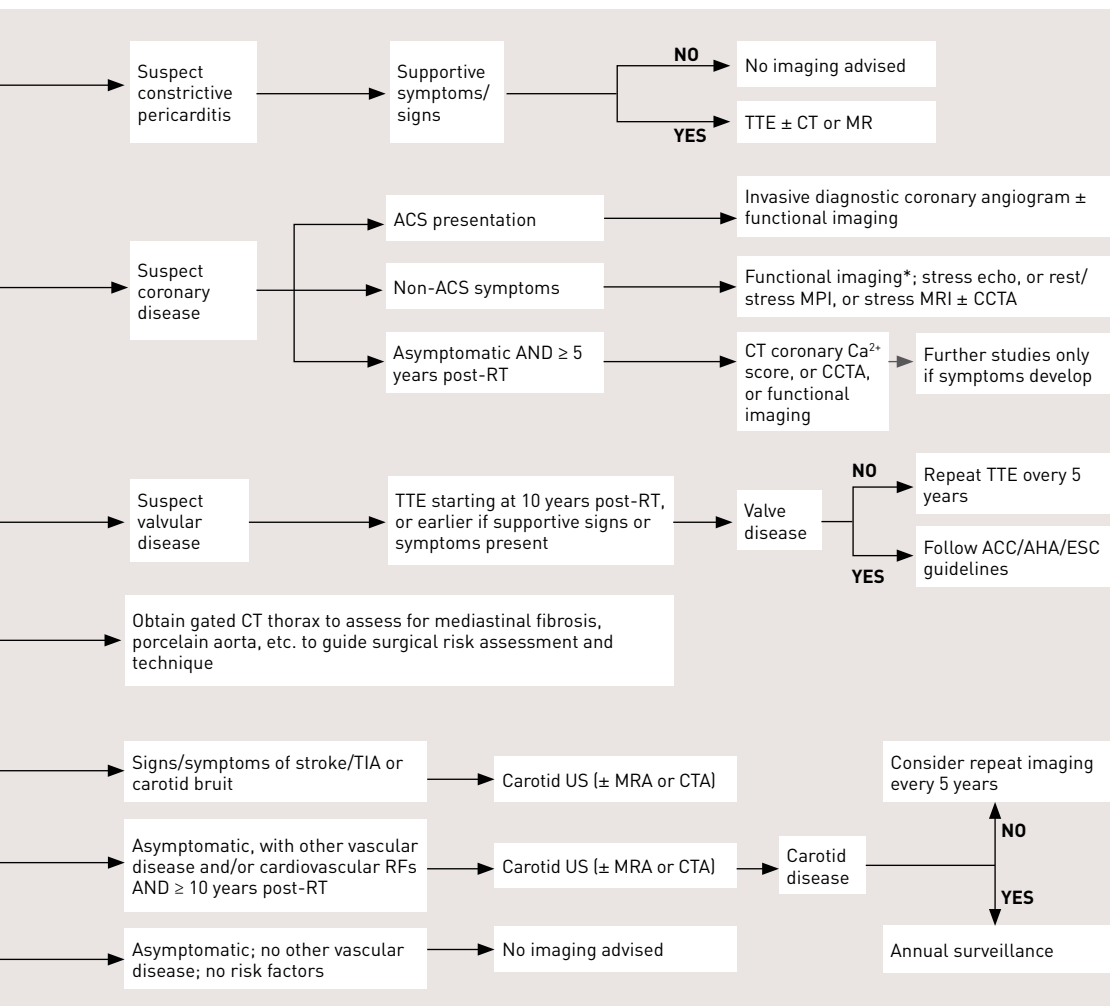 Suspect
constrictive
pericarditis
Supportive
symptoms/
signs
NO
No imaging advised
YES
TTE ± CT or MR
Suspect
coronary
disease
ACS presentation
Invasive diagnostic coronary angiogram ±
functional imaging
Non-ACS symptoms
Functional imaging*; stress echo, or rest/
stress MPI, or stress MRI ± CCTA
Asymptomatic AND ≥ 5
years post-RT
CT coronary Ca²⁺
score, or CCTA,
or functional
imaging
Further studies only
if symptoms develop
Suspect
valvular
disease
TTE starting at 10 years post-RT,
or earlier if supportive signs or
symptoms present
Valve
disease
NO
Repeat TTE overy 5
years
YES
Follow ACC/AHA/ESC
guidelines
Obtain gated CT thorax to assess for mediastinal fibrosis,
porcelain aorta, etc. to guide surgical risk assessment and
technique
Signs/symptoms of stroke/TIA or
carotid bruit
Carotid US (± MRA or CTA)
Asymptomatic, with other vascular
disease and/or cardiovascular RFs
AND ≥ 10 years post-RT
Carotid US (± MRA or CTA)
Carotid
disease
Consider repeat imaging
every 5 years
NO
YES
Annual surveillance
Asymptomatic; no other vascular
disease; no risk factors
No imaging advised